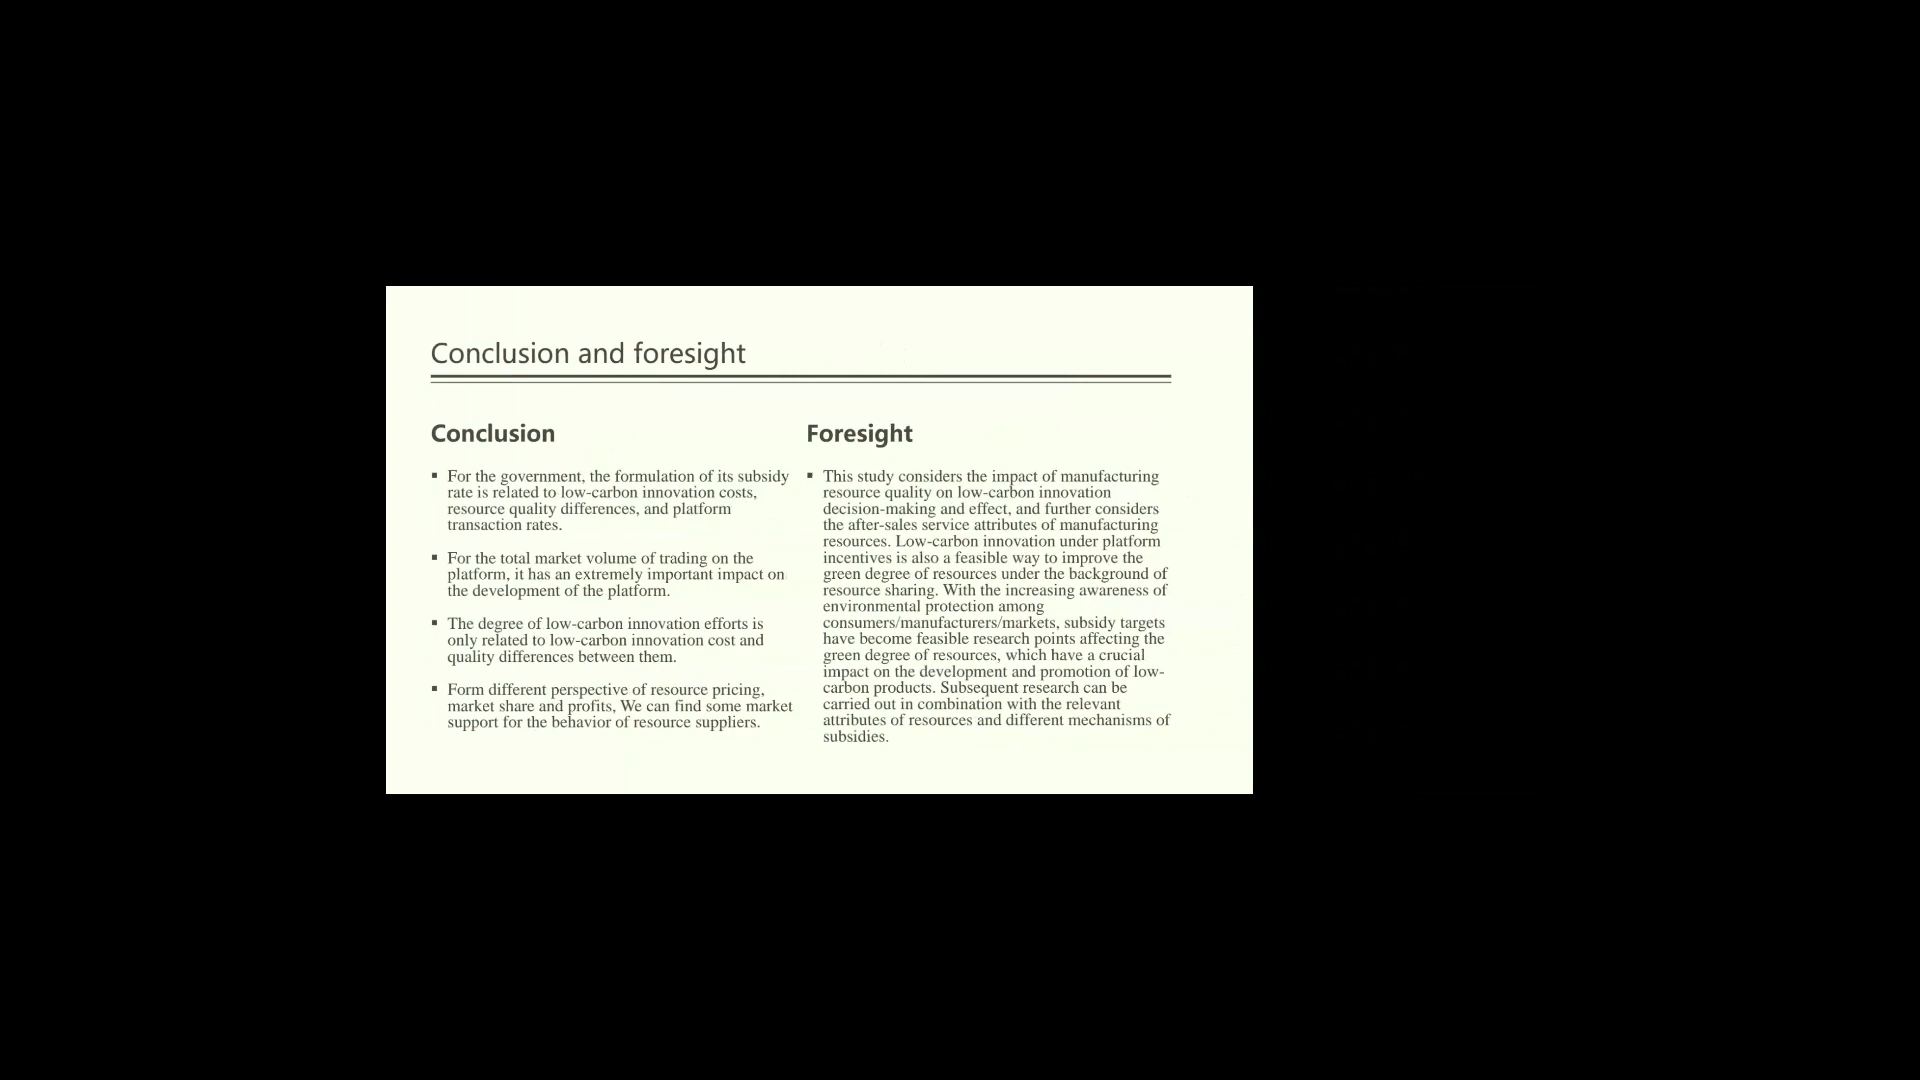 Conclusion and foresight
Conclusion
For the government, the formulation of its subsidy
rate is related to low-carbon innovation costs,
resource quality differences, and platform
transaction rates.
For the total market volume of trading on the
platform, it has an extremely important impact on
the development of the platform.
The degree of low-carbon innovation efforts is
only related to low-carbon innovation cost and
quality differences between them.
Form different perspective of resource pricing,
market share and profits, We can find some market
support for the behavior of resource suppliers.
Foresight
This study considers the impact of manufacturing
resource quality on low-carbon innovation
decision-making and effect, and further considers
the after-sales service attributes of manufacturing
resources. Low-carbon innovation under platform
incentives is also a feasible way to improve the
green degree of resources under the background of
resource sharing. With the increasing awareness of
environmental protection among
consumers/manufacturers/markets, subsidy targets
have become feasible research points affecting the
green degree of resources, which have a crucial
impact on the development and promotion of low-
carbon products. Subsequent research can be
carried out in combination with the relevant
attributes of resources and different mechanisms of
subsidies.